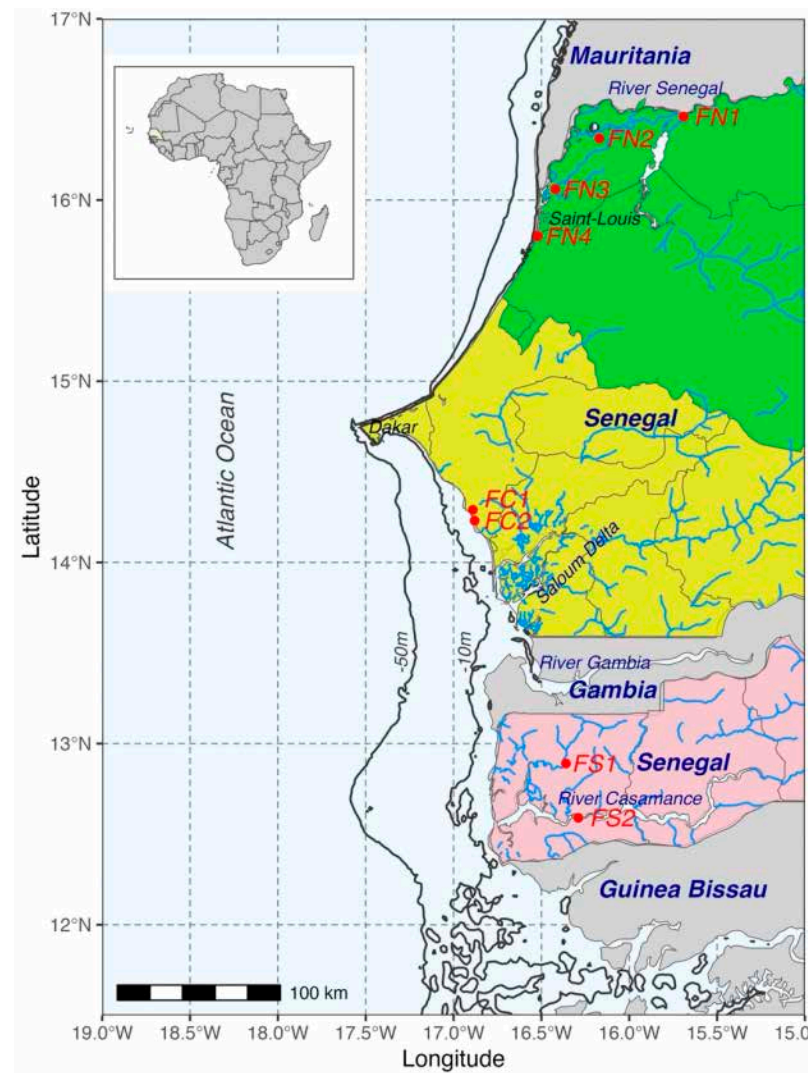 17°N
Mauritania
River Senegal
FN1
FN2
16°N
FN3
Saint-Louis
FN4
15°N
Dakar
Senegal
Atlantic Ocean
Latitude
FC1
FC2
14°N
Saloum Delta
-50m
-10m
River Gambia
Gambia
13°N
FS1
Senegal
River Casamance
FS2
Guinea Bissau
12°N
100 km
19.0°W 18.5°W 18.0°W 17.5°W 17.0°W 16.5°W 16.0°W 15.5°W 15.0
Longitude